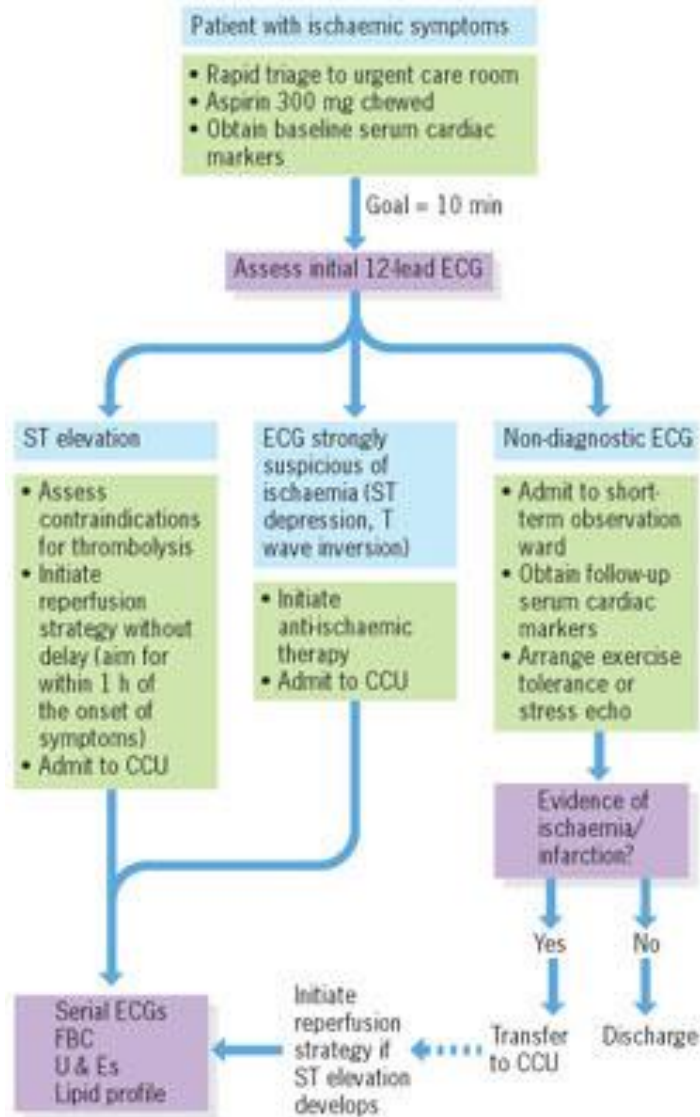 Patient with ischaemic symptoms
• Rapid triage to urgent care room
• Aspirin 300 mg chewed
• Obtain baseline serum cardiac
markers
Goal = 10 min
Assess initial 12-lead ECG
ST elevation
• Assess
contraindications
for thrombolysis
• Initiate
reperfusion
strategy without
delay (aim for
within 1 h of
the onset of
symptoms)
• Admit to CCU
ECG strongly
suspicious of
ischaemia (ST
depression, T
wave inversion)
• Initiate
anti-ischaemic
therapy
• Admit to CCU
Non-diagnostic ECG
• Admit to short-
term observation
ward
• Obtain follow-up
serum cardiac
markers
• Arrange exercise
tolerance or
stress echo
Evidence of
ischaemia/
infarction?
Yes
No
Serial ECGs
FBC
U & Es
Lipid profile
Initiate
reperfusion
strategy if
ST elevation
develops
Transfer
to CCU
Discharge